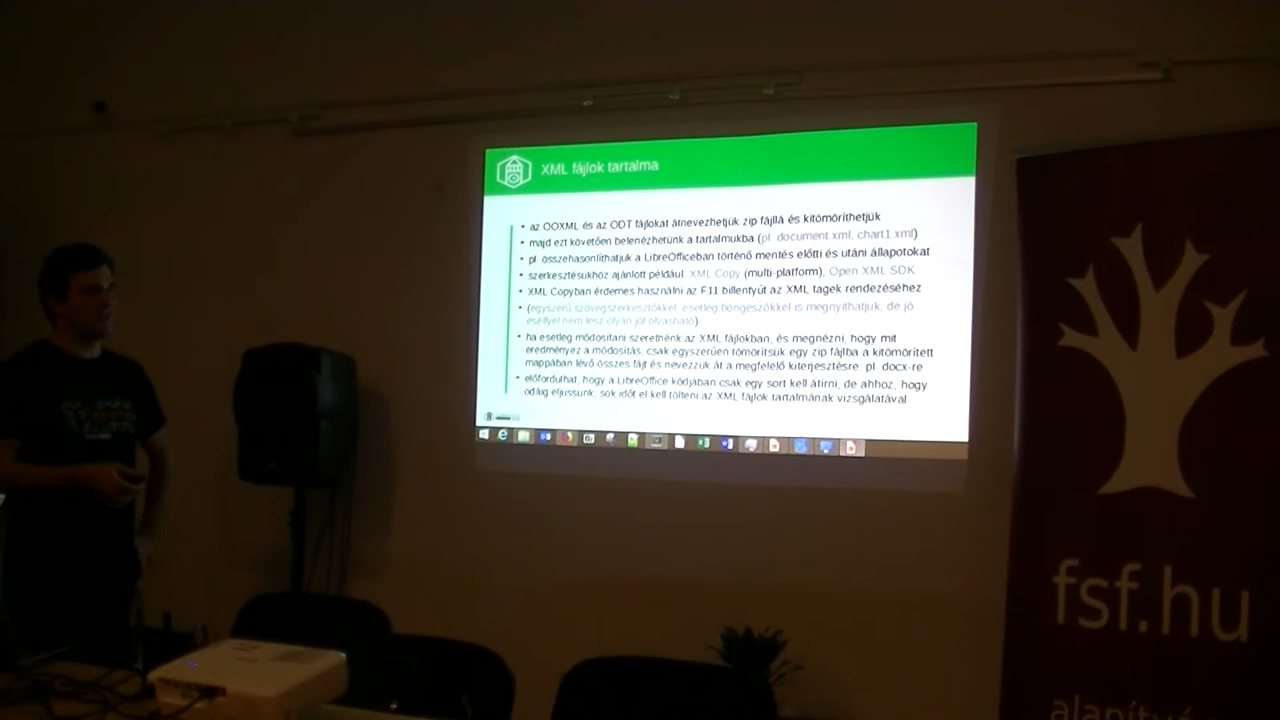 XML fájlok tartalma
• az OOXML és az ODT fájlokat átnevezhetjük zip fájllá és kitömöríthetjük
• majd ezt követően belenézhetünk a tartalmukba (pl. document.xml, chart1.xml)
• pl. összehasonlíthatjuk a LibreOfficeban történő mentés előtti és utáni állapotokat
• szerkesztésükhöz ajánlott például: XML Copy (multi-platform), Open XML SDK
• XML Copyban érdemes használni az F11 billentyűt az XML tagek rendezéséhez
• (egyszerű szövegszerkesztőkkel, esetleg böngészőkkel is megnyithatjuk, de jó
eséllyel nem lesz olyan jól olvasható)
• ha esetleg módosítani szeretnénk az XML fájlokban, és megnézni, hogy mit
eredményez a módosítás, csak egyszerűen tömörítsük egy zip fájlba a kitömörített
mappában lévő összes fájt és nevezzük át a megfelelő kiterjesztésre pl. docx-re
• előfordulhat, hogy a LibreOffice kódjában csak egy sort kell átírni, de ahhoz, hogy
odáig eljussunk, sok időt el kell tölteni az XML fájlok tartalmának vizsgálatával
fsf.hu